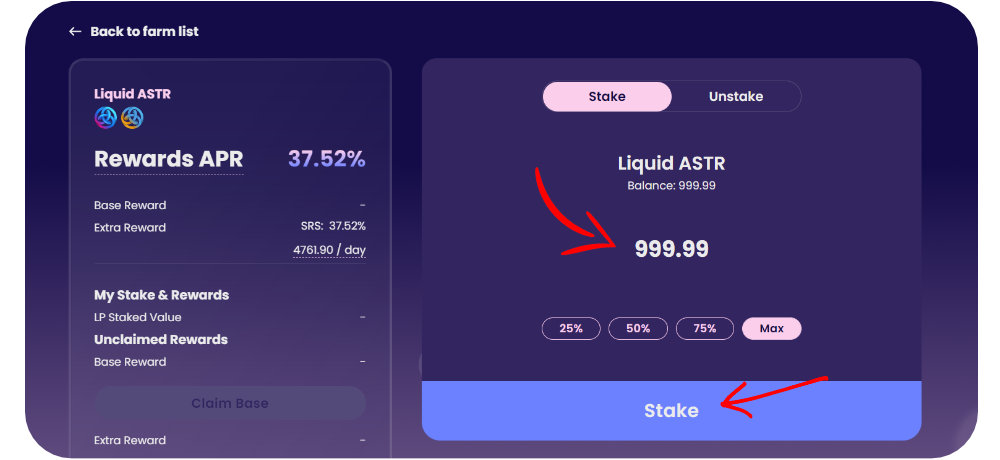 ← Back to farm list
Liquid ASTR
Rewards APR 37.52%
Base Reward -
Extra Reward SRS: 37.52%
4761.90 / day
My Stake & Rewards
LP Staked Value -
Unclaimed Rewards
Base Reward -
Claim Base
Extra Reward -
Stake Unstake
Liquid ASTR
Balance: 999.99
999.99
25% 50% 75% Max
Stake